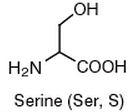 OH
H₂N COOH
Serine (Ser, S)